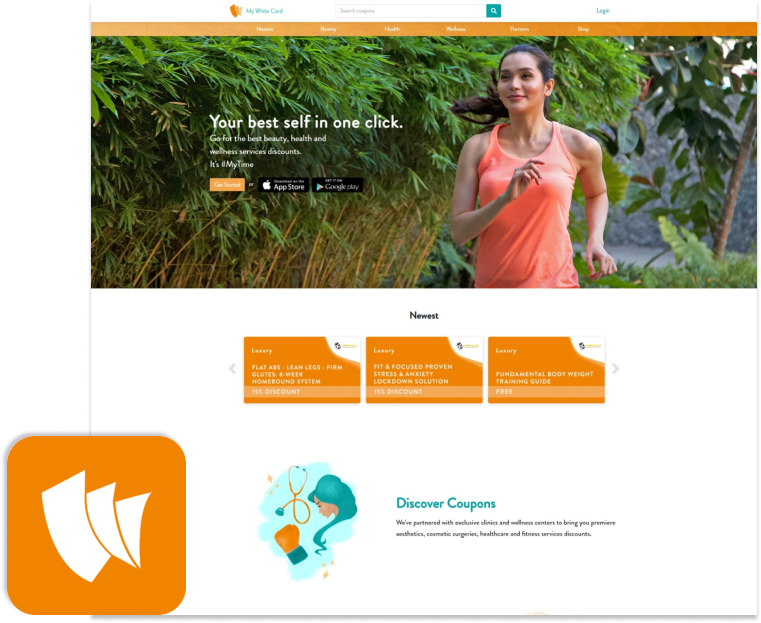 My White Card
Search coupons
Login
Newest
Beauty
Health
Wellness
Partners
Shop
Your best self in one click.
Go for the best beauty, health and
wellness services discounts.
It's #MyTime
Get Started
or
Download on the
App Store
GET IT ON
Google play
Newest
Luxury
FLAT ABS - LEAN LEGS - FIRM
GLUTES: 8-WEEK
HOMEBOUND SYSTEM
15% DISCOUNT
Luxury
FIT & FOCUSED PROVEN
STRESS & ANXIETY
LOCKDOWN SOLUTION
15% DISCOUNT
Luxury
FUNDAMENTAL BODY WEIGHT
TRAINING GUIDE
FREE
Discover Coupons
We've partnered with exclusive clinics and wellness centers to bring you premiere
aesthetics, cosmetic surgeries, healthcare and fitness services discounts.